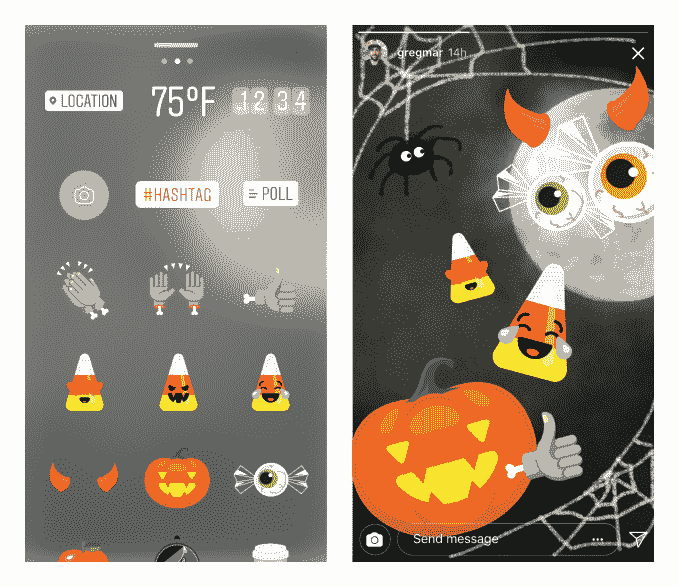 LOCATION
75°F
12 34
#HASHTAG
POLL
gregmar 14h
Send message